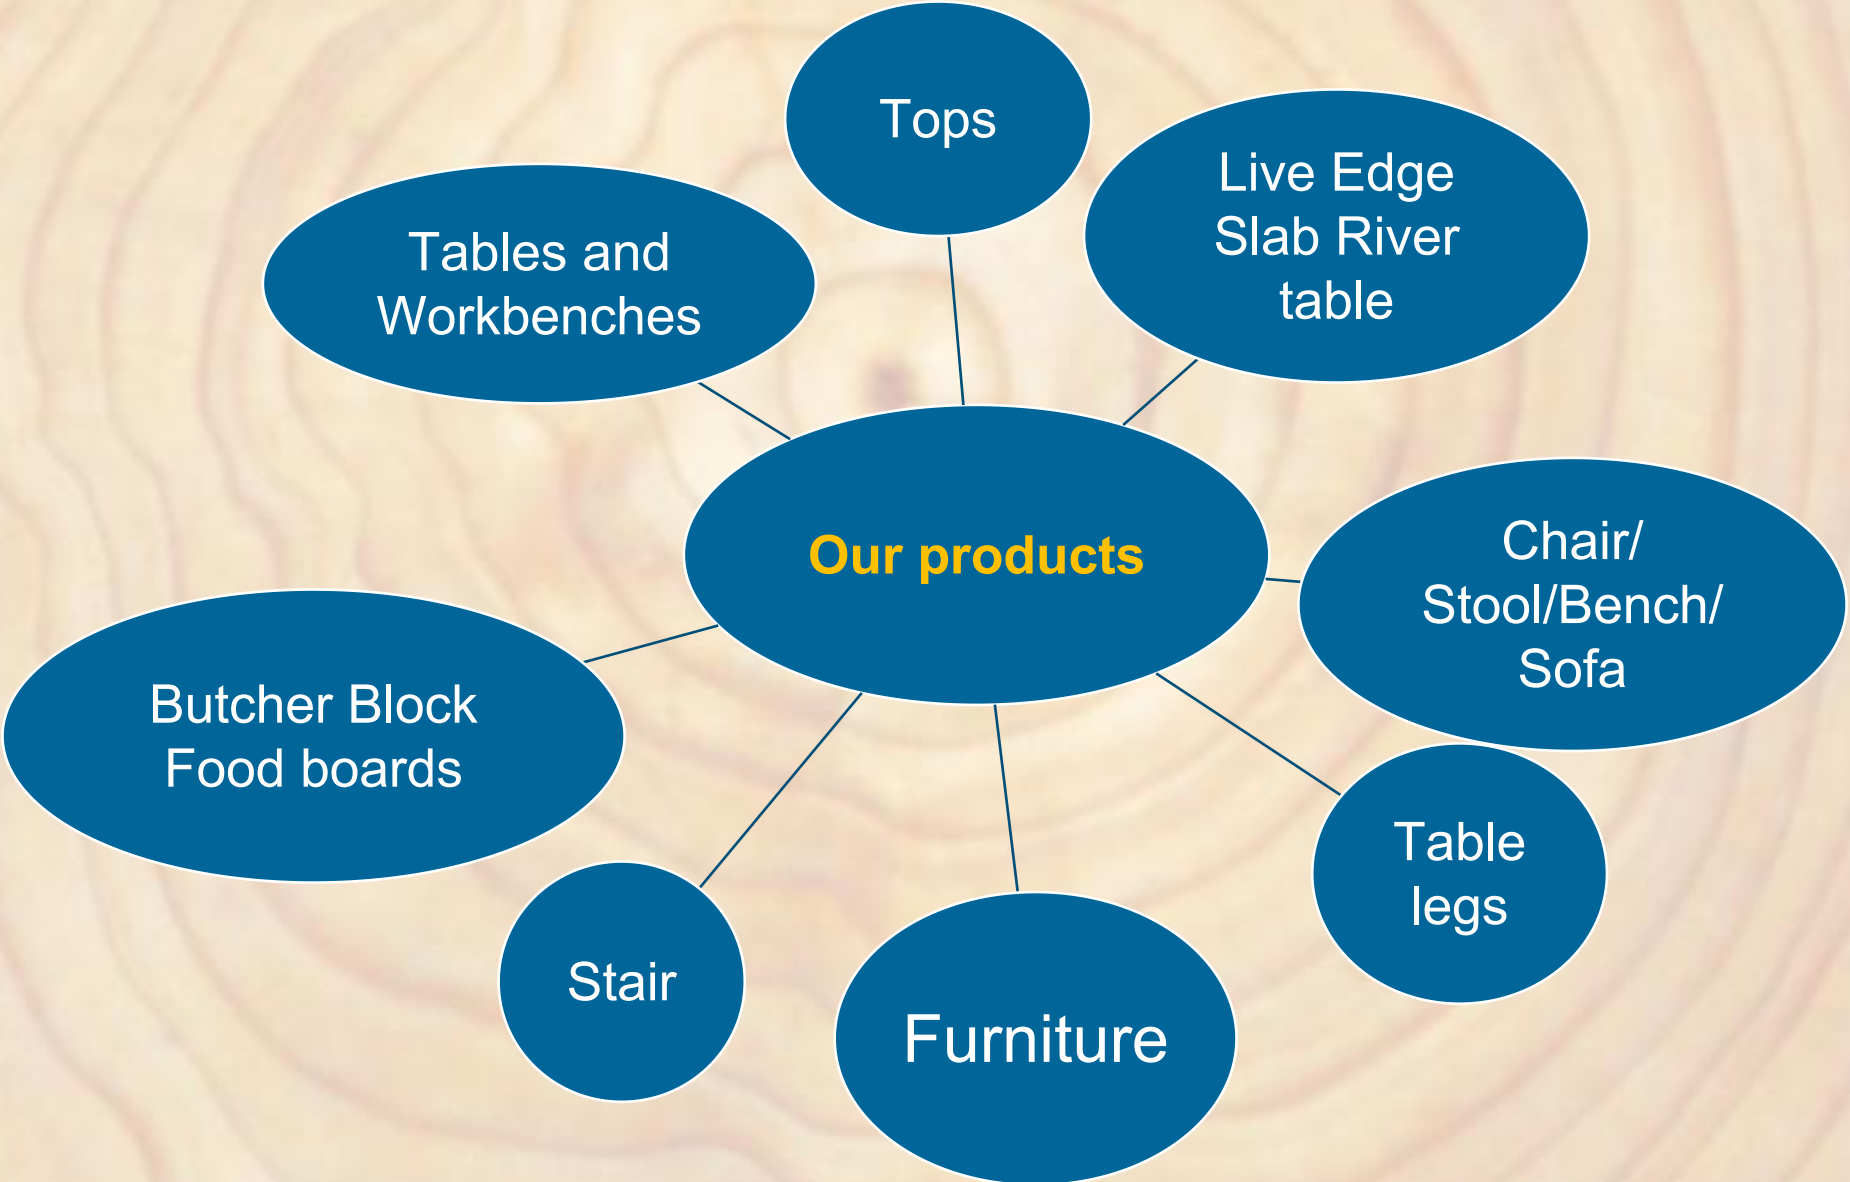 Tops
Live Edge
Slab River
table
Tables and
Workbenches
Our products
Chair/
Stool/Bench/
Sofa
Butcher Block
Food boards
Table
legs
Stair
Furniture